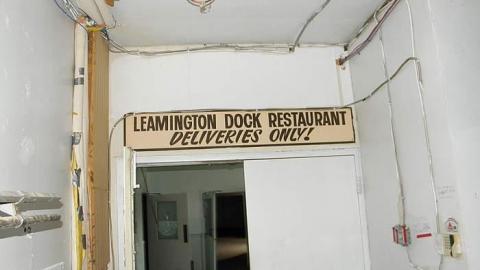 LEAMINGTON DOCK RESTAURANT
DELIVERIES ONLY!